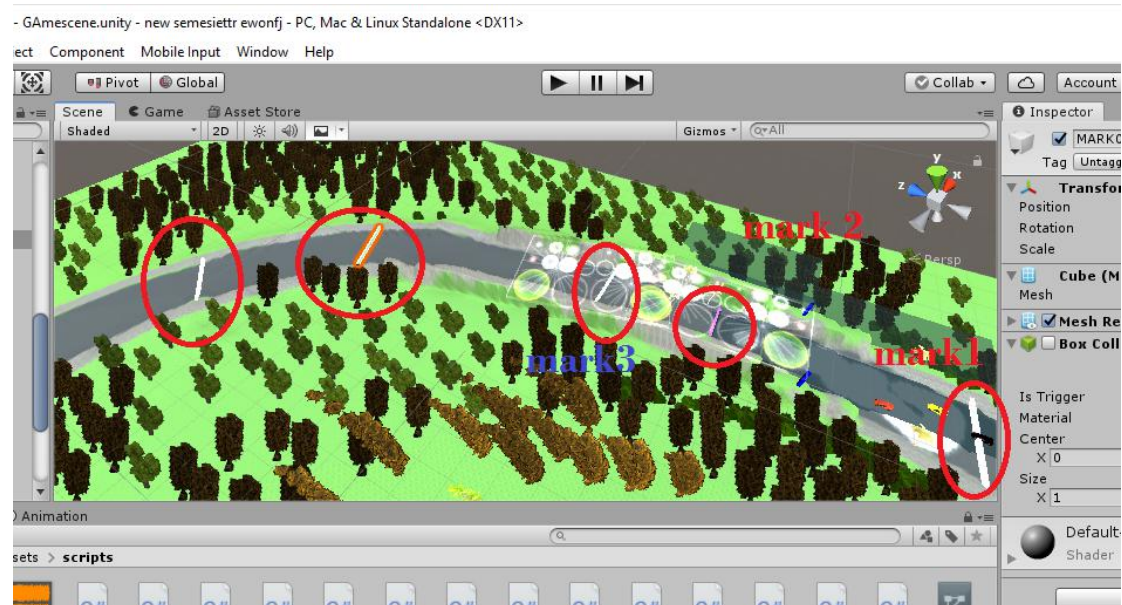 - GAmescene.unity - new semesiettr ewonfj - PC, Mac & Linux Standalone <DX11>
ect Component Mobile Input Window Help
Pivot Global Collab Account
Scene Game Asset Store Inspector
Shaded 2D Gizmos All MARK
Tag Untagg
y
x
z
Transfor
Position
mark 2
Rotation
Persp
Scale
Cube (M
Mesh
Mesh Re
mark1
Box Coll
mark3
Is Trigger
Material
Center
X 0
Size
X 1
Animation
Default-
sets > scripts
Shader